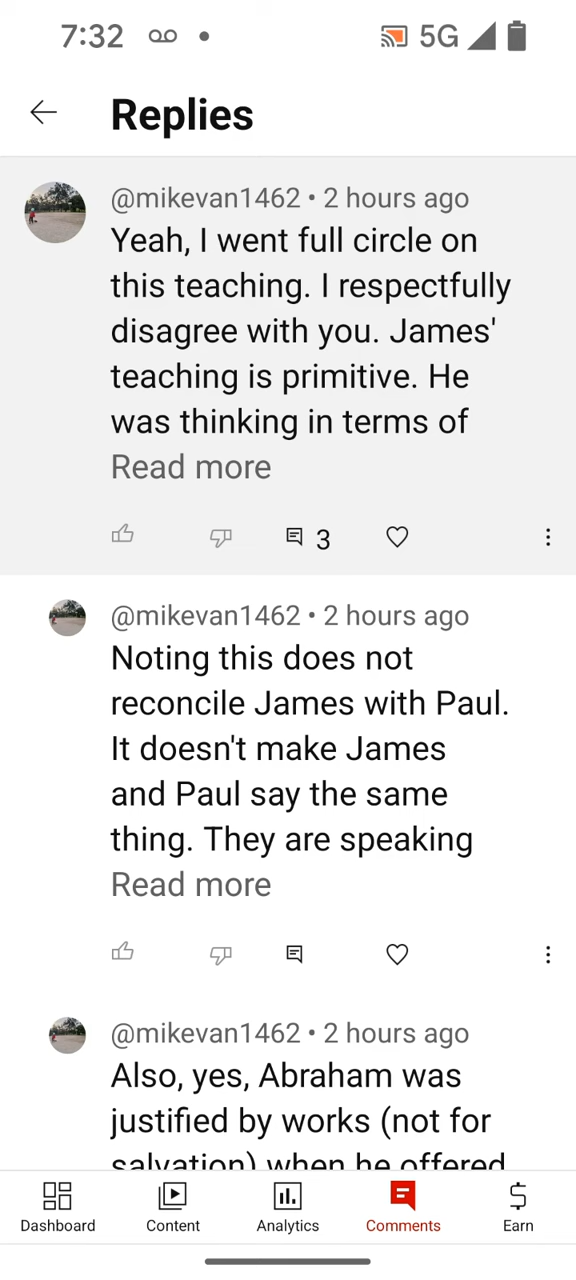 7:32 5G
Replies
@mikevan1462 • 2 hours ago
Yeah, I went full circle on
this teaching. I respectfully
disagree with you. James'
teaching is primitive. He
was thinking in terms of
Read more
3
@mikevan1462 • 2 hours ago
Noting this does not
reconcile James with Paul.
It doesn't make James
and Paul say the same
thing. They are speaking
Read more
@mikevan1462 • 2 hours ago
Also, yes, Abraham was
justified by works (not for
salvation) when he offered
Dashboard Content Analytics Comments Earn